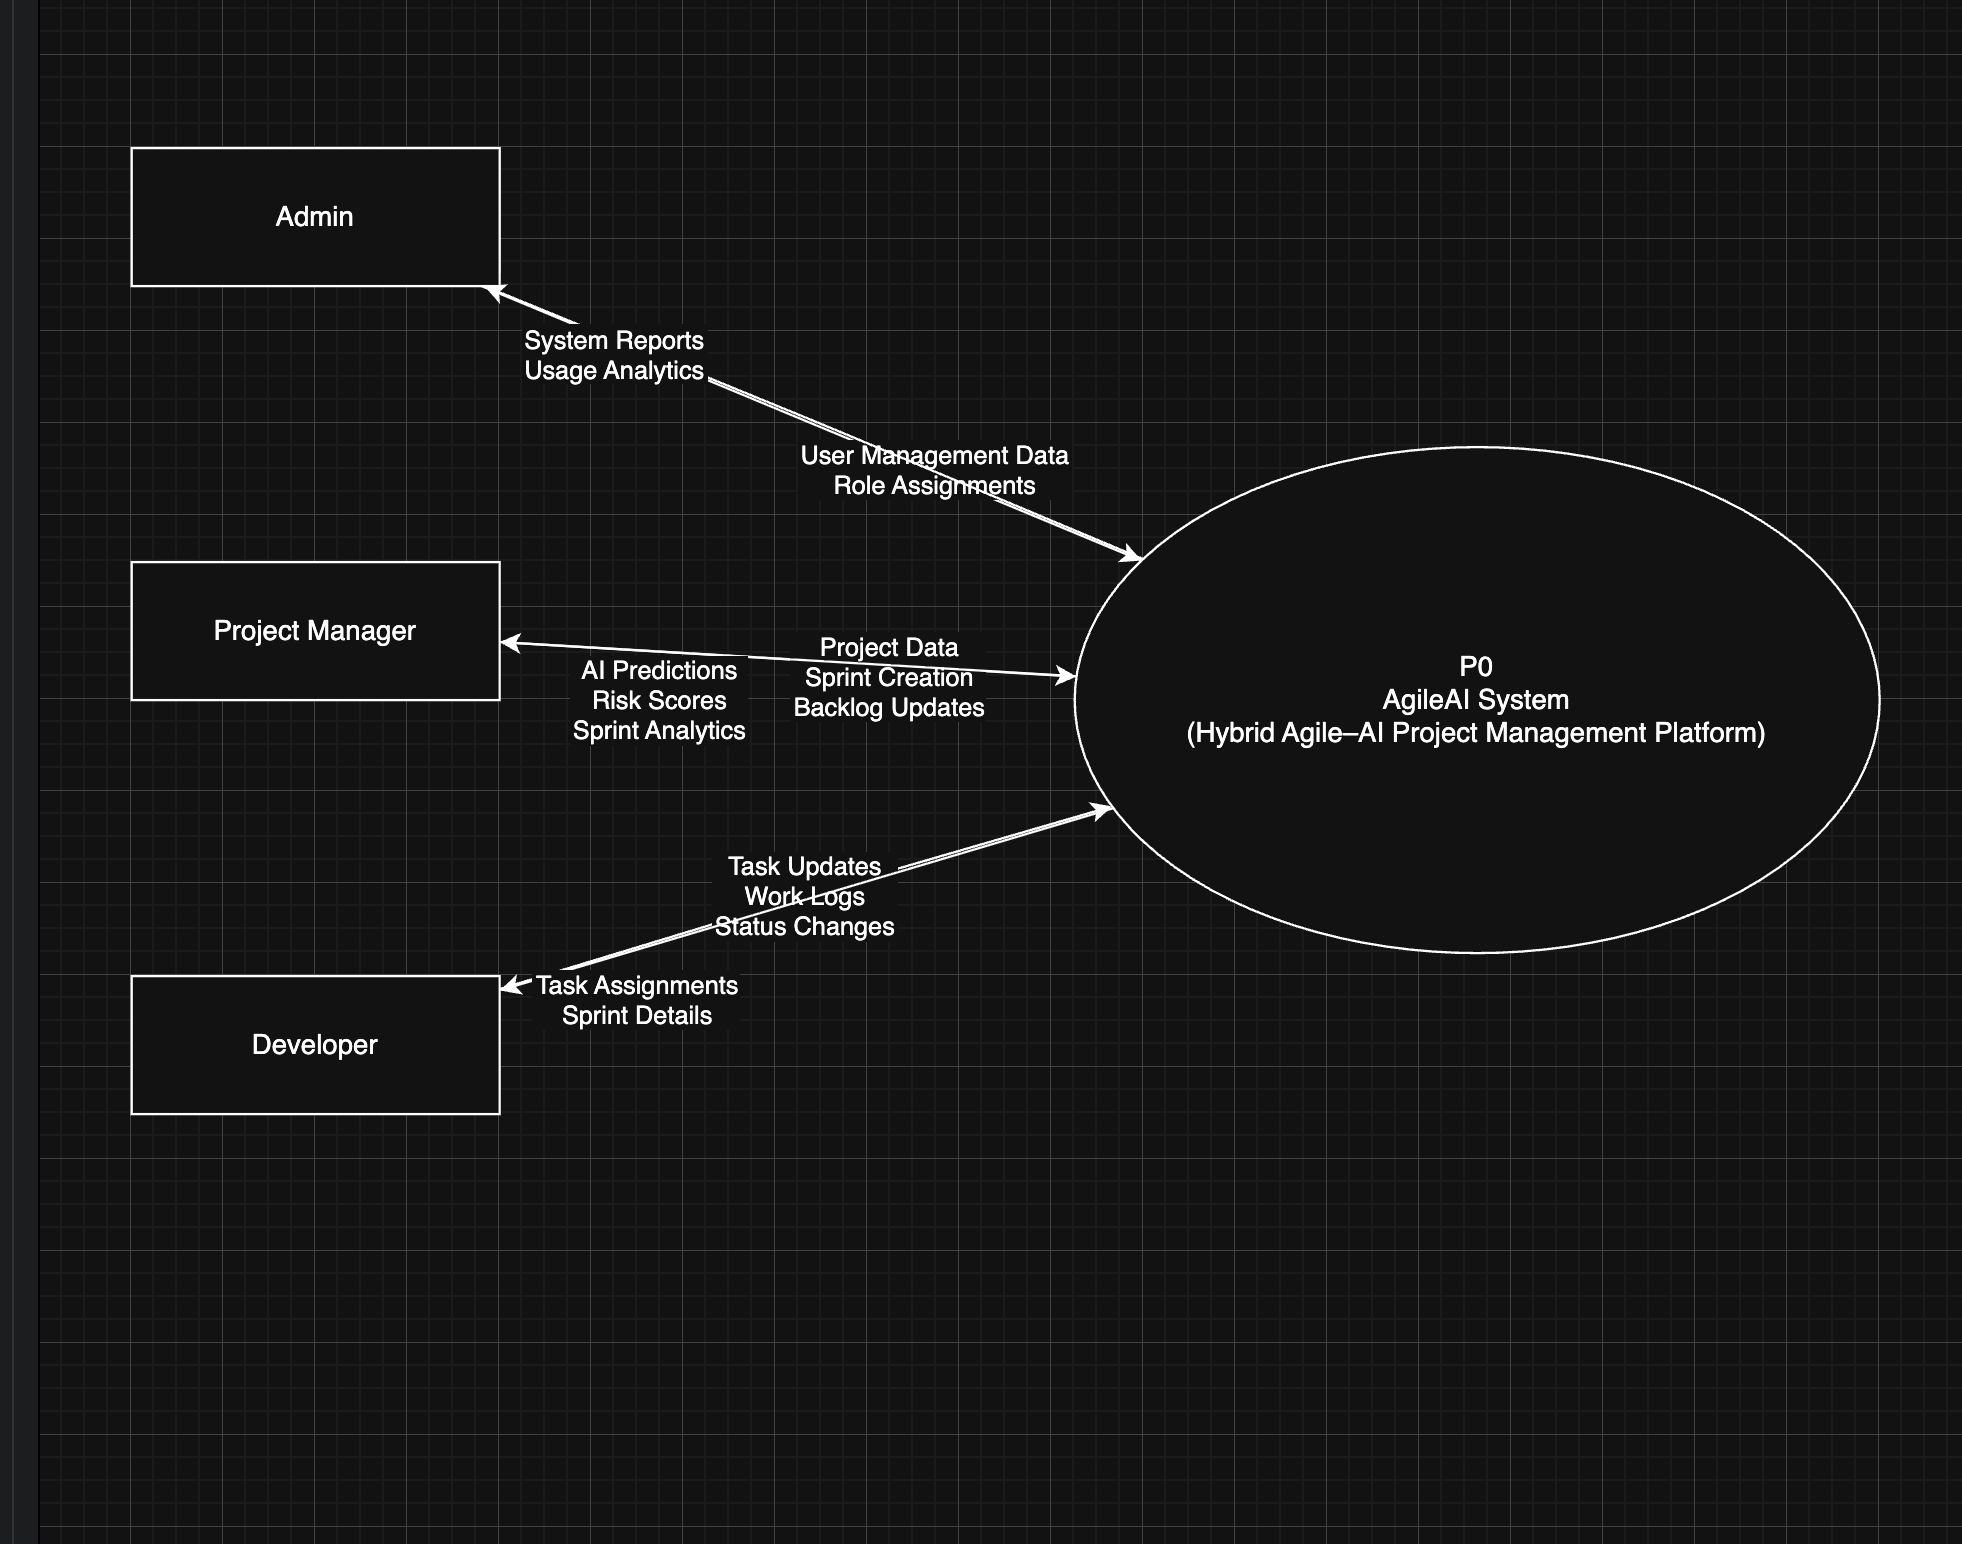 Admin
System Reports
Usage Analytics
User Management Data
Role Assignments
Project Manager
AI Predictions
Risk Scores
Sprint Analytics
Project Data
Sprint Creation
Backlog Updates
P0
AgileAI System
(Hybrid Agile–AI Project Management Platform)
Task Updates
Work Logs
Status Changes
Task Assignments
Sprint Details
Developer